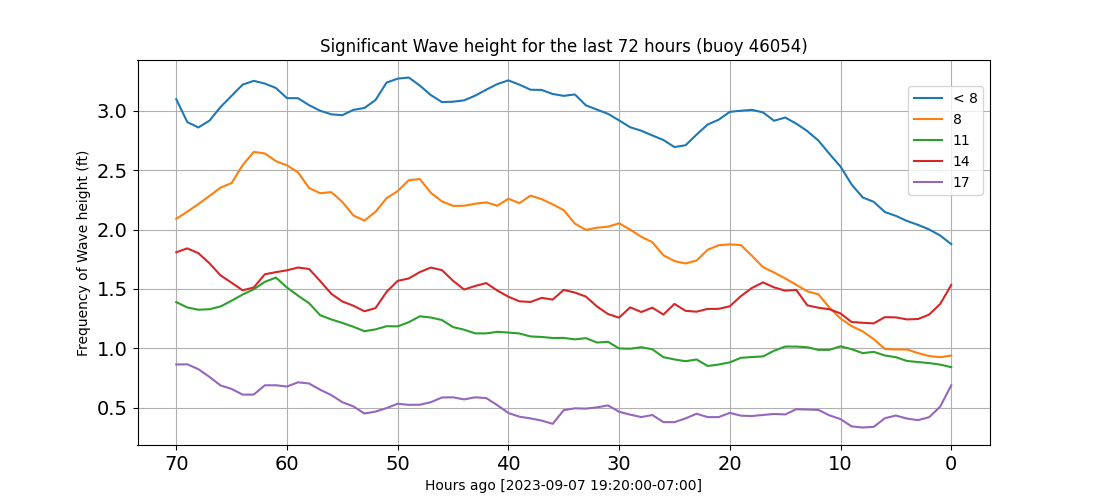 Significant Wave height for the last 72 hours (buoy 46054)
Frequency of Wave height (ft)
3.0
2.5
2.0
1.5
1.0
0.5
< 8
8
11
14
17
70 60 50 40 30 20 10 0
Hours ago [2023-09-07 19:20:00-07:00]